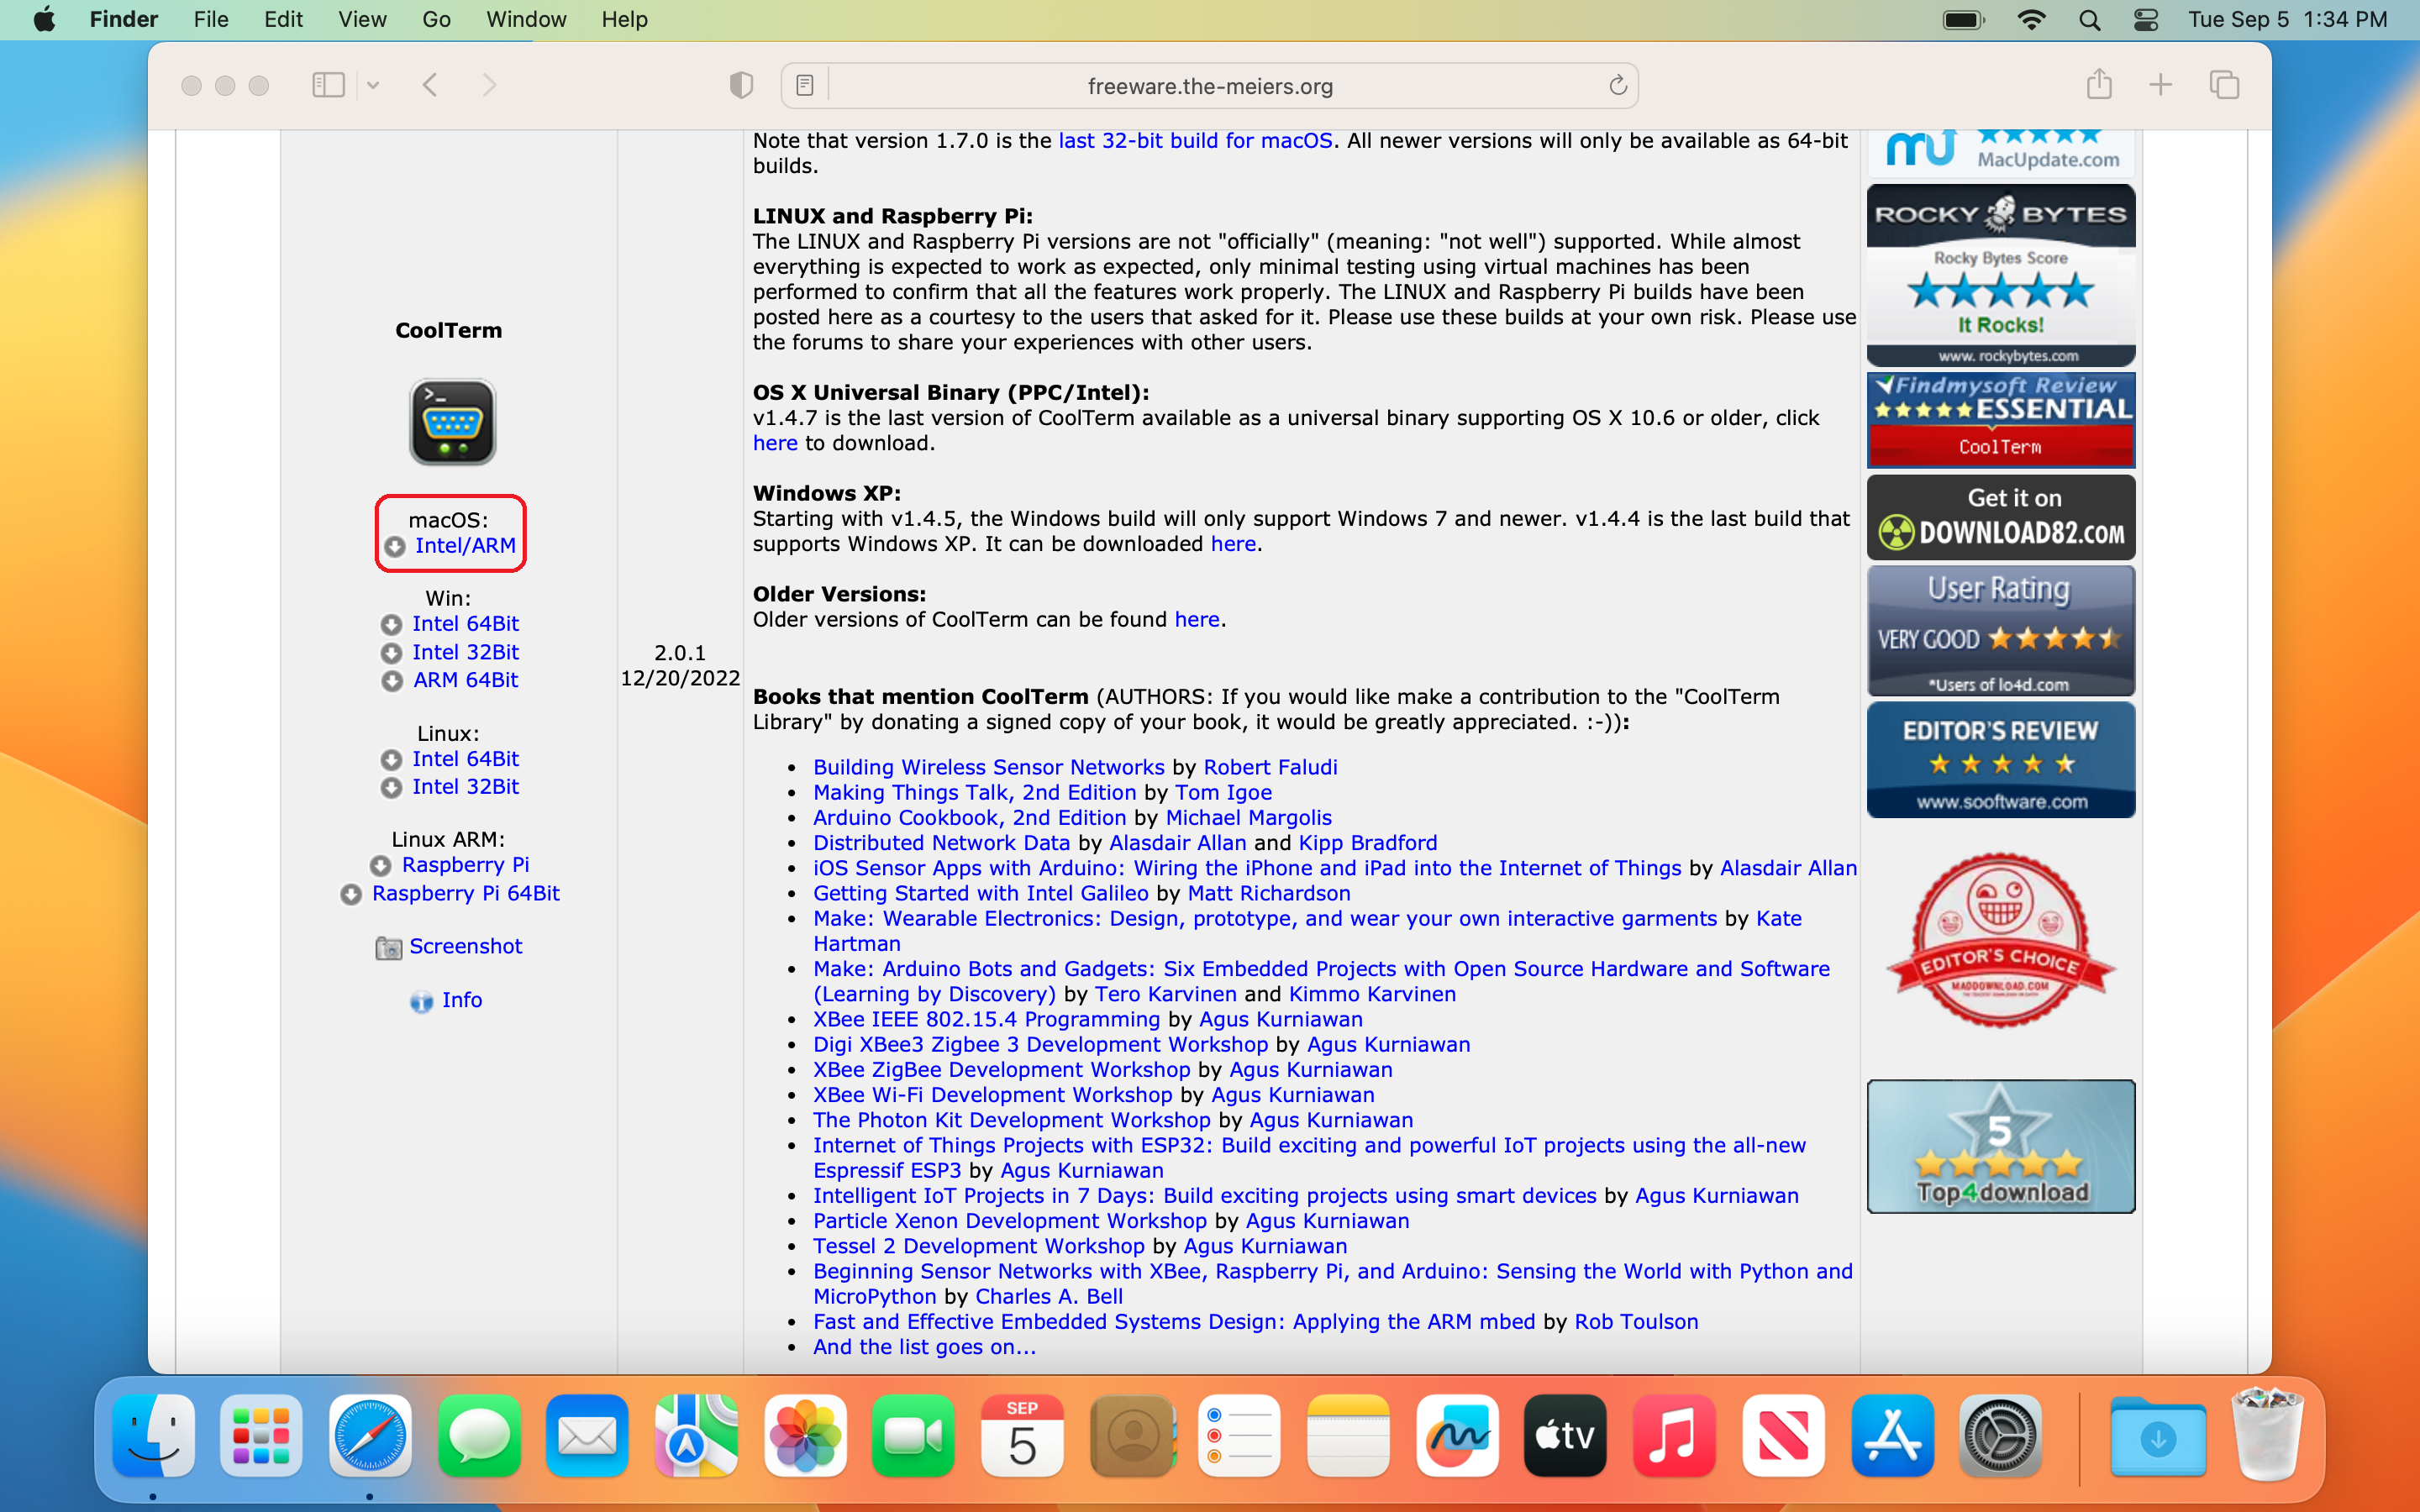 Finder File Edit View Go Window Help
Tue Sep 5 1:34 PM
freeware.the-meiers.org
CoolTerm
macOS:
Intel/ARM
Win:
Intel 64Bit
Intel 32Bit
ARM 64Bit
Linux:
Intel 64Bit
Intel 32Bit
Linux ARM:
Raspberry Pi
Raspberry Pi 64Bit
Screenshot
Info
2.0.1
12/20/2022
Note that version 1.7.0 is the last 32-bit build for macOS. All newer versions will only be available as 64-bit
builds.
LINUX and Raspberry Pi:
The LINUX and Raspberry Pi versions are not "officially" (meaning: "not well") supported. While almost
everything is expected to work as expected, only minimal testing using virtual machines has been
performed to confirm that all the features work properly. The LINUX and Raspberry Pi builds have been
posted here as a courtesy to the users that asked for it. Please use these builds at your own risk. Please use
the forums to share your experiences with other users.
OS X Universal Binary (PPC/Intel):
v1.4.7 is the last version of CoolTerm available as a universal binary supporting OS X 10.6 or older, click
here to download.
Windows XP:
Starting with v1.4.5, the Windows build will only support Windows 7 and newer. v1.4.4 is the last build that
supports Windows XP. It can be downloaded here.
Older Versions:
Older versions of CoolTerm can be found here.
Books that mention CoolTerm (AUTHORS: If you would like make a contribution to the "CoolTerm
Library" by donating a signed copy of your book, it would be greatly appreciated. :-)):
• Building Wireless Sensor Networks by Robert Faludi
• Making Things Talk, 2nd Edition by Tom Igoe
• Arduino Cookbook, 2nd Edition by Michael Margolis
• Distributed Network Data by Alasdair Allan and Kipp Bradford
• iOS Sensor Apps with Arduino: Wiring the iPhone and iPad into the Internet of Things by Alasdair Allan
• Getting Started with Intel Galileo by Matt Richardson
• Make: Wearable Electronics: Design, prototype, and wear your own interactive garments by Kate
Hartman
• Make: Arduino Bots and Gadgets: Six Embedded Projects with Open Source Hardware and Software
(Learning by Discovery) by Tero Karvinen and Kimmo Karvinen
• XBee IEEE 802.15.4 Programming by Agus Kurniawan
• Digi XBee3 Zigbee 3 Development Workshop by Agus Kurniawan
• XBee ZigBee Development Workshop by Agus Kurniawan
• XBee Wi-Fi Development Workshop by Agus Kurniawan
• The Photon Kit Development Workshop by Agus Kurniawan
• Internet of Things Projects with ESP32: Build exciting and powerful IoT projects using the all-new
Espressif ESP3 by Agus Kurniawan
• Intelligent IoT Projects in 7 Days: Build exciting projects using smart devices by Agus Kurniawan
• Particle Xenon Development Workshop by Agus Kurniawan
• Tessel 2 Development Workshop by Agus Kurniawan
• Beginning Sensor Networks with XBee, Raspberry Pi, and Arduino: Sensing the World with Python and
MicroPython by Charles A. Bell
• Fast and Effective Embedded Systems Design: Applying the ARM mbed by Rob Toulson
• And the list goes on...
mu
MacUpdate.com
ROCKY BYTES
Rocky Bytes Score
It Rocks!
www. rockybytes.com
Findmysoft Review
ESSENTIAL
CoolTerm
Get it on
DOWNLOAD82.COM
User Rating
VERY GOOD
*Users of lo4d.com
EDITOR'S REVIEW
www.sooftware.com
EDITOR'S CHOICE
MADDOWNLOAD.COM
5
Top4download
SEP
5
tv